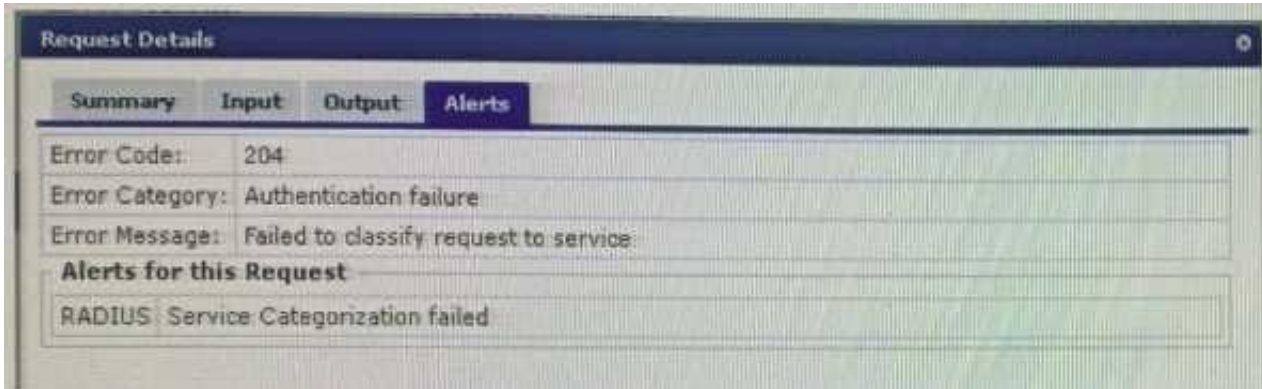 Request Details
Summary Input Output Alerts
Error Code: 204
Error Category: Authentication failure
Error Message: Failed to classify request to service
Alerts for this Request
RADIUS Service Categorization failed